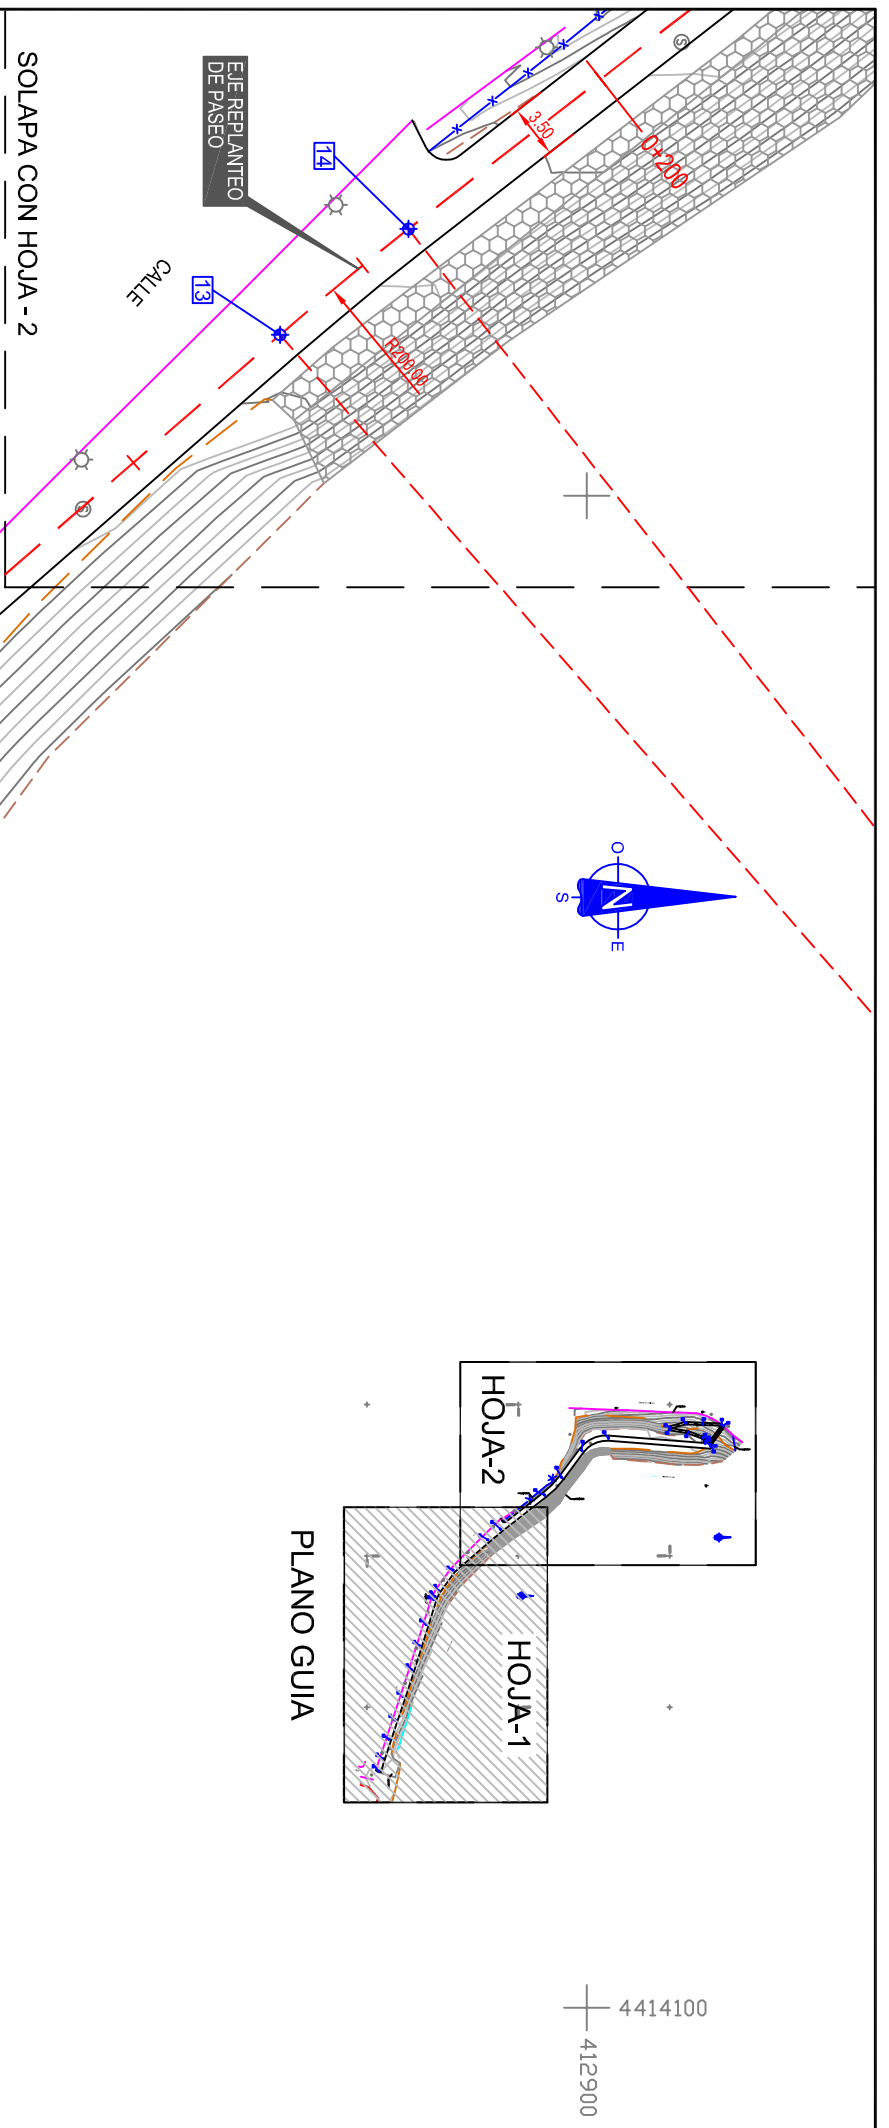 SOLAPA CON HOJA - 2
EJE REPLANTEO
DE PASEO
14
13
CALLE
3.50
0+200
R200.00
S
S
O
N
S
E
HOJA-2
HOJA-1
PLANO GUIA
4414100
412900